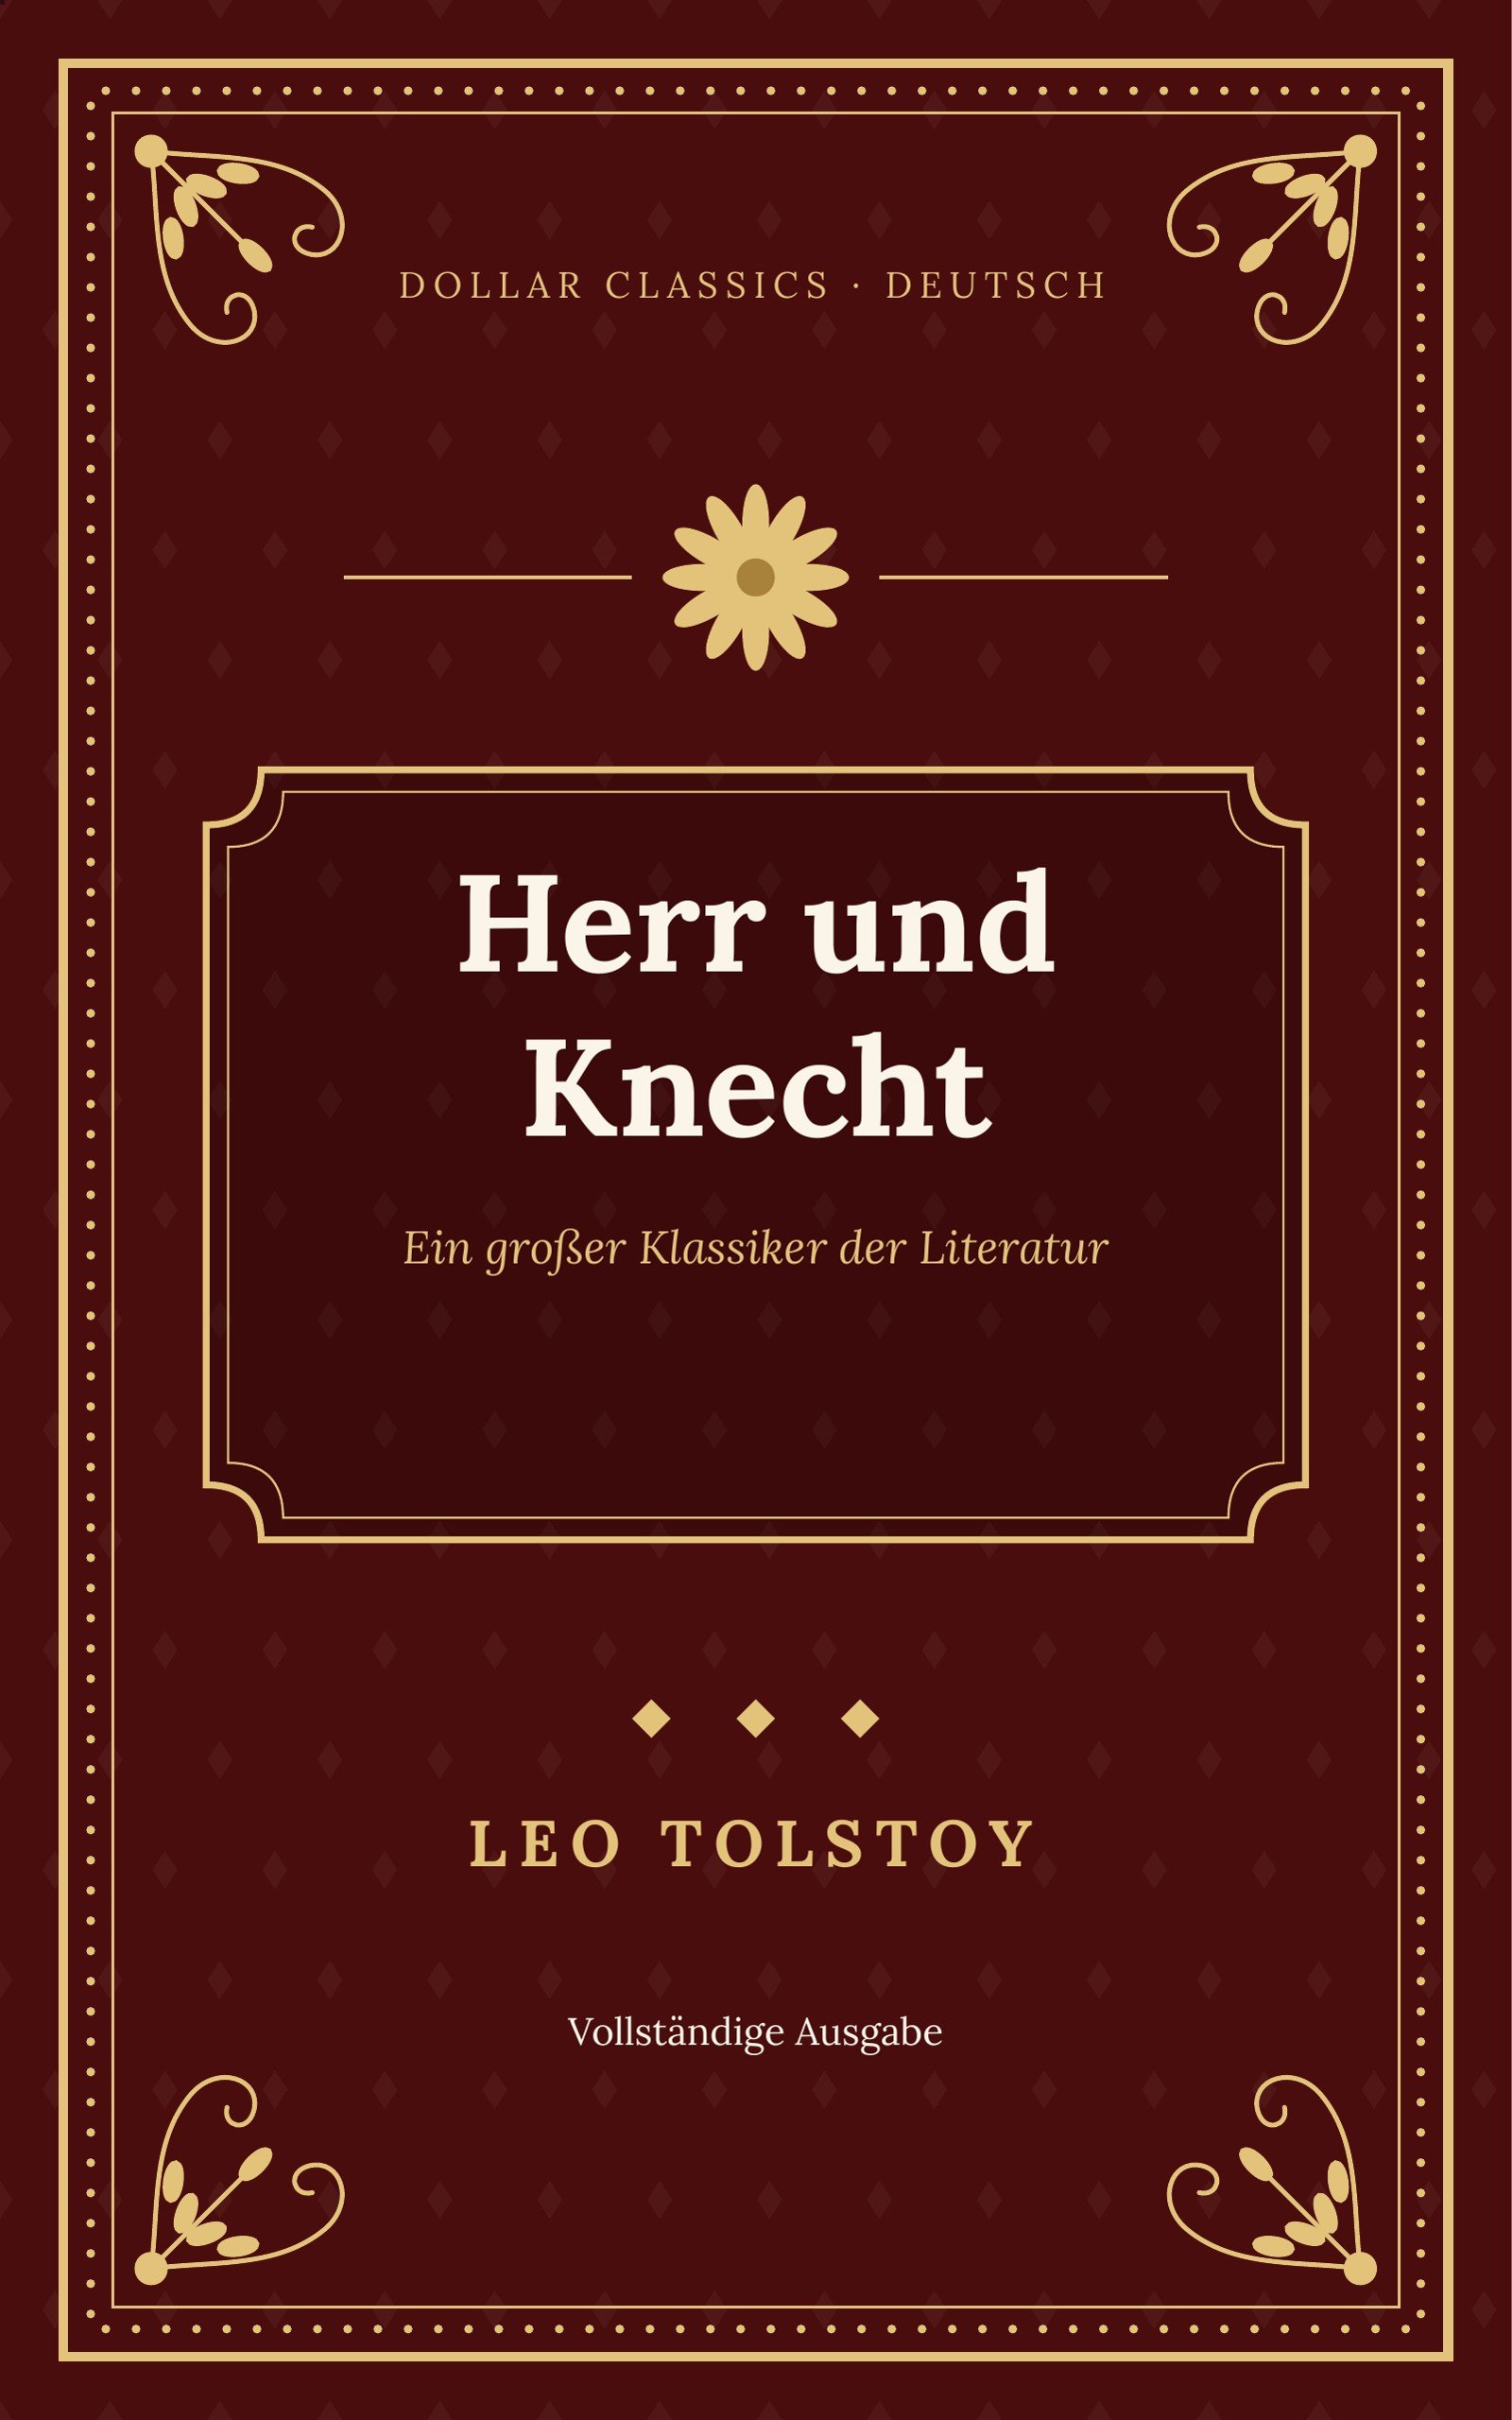 DOLLAR CLASSICS · DEUTSCH
Herr und
Knecht
Ein großer Klassiker der Literatur
LEO TOLSTOY
Vollständige Ausgabe